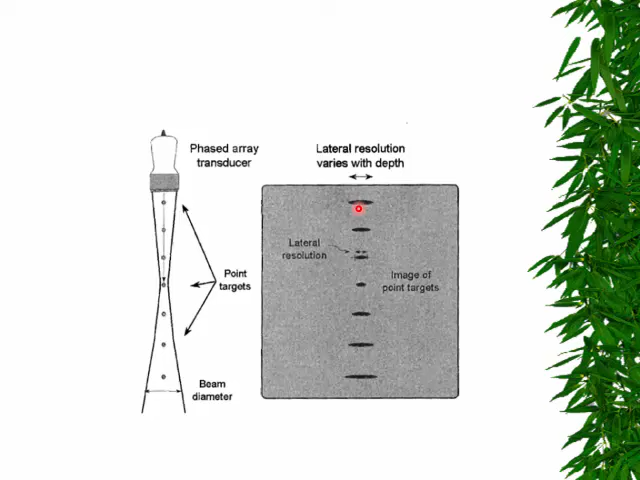 Phased array
transducer
Lateral resolution
varies with depth
Lateral
resolution
Point
targets
Image of
point targets
Beam
diameter